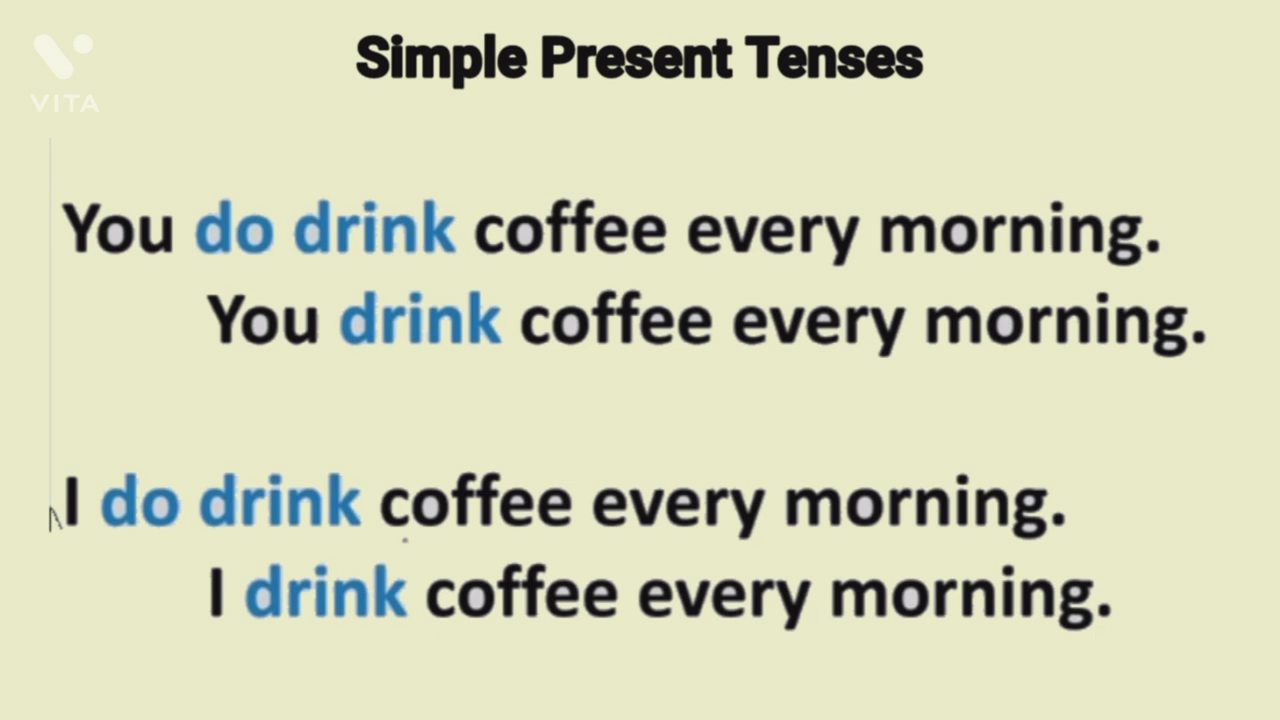 Simple Present Tenses
VITA
You do drink coffee every morning.
You drink coffee every morning.
I do drink coffee every morning.
I drink coffee every morning.